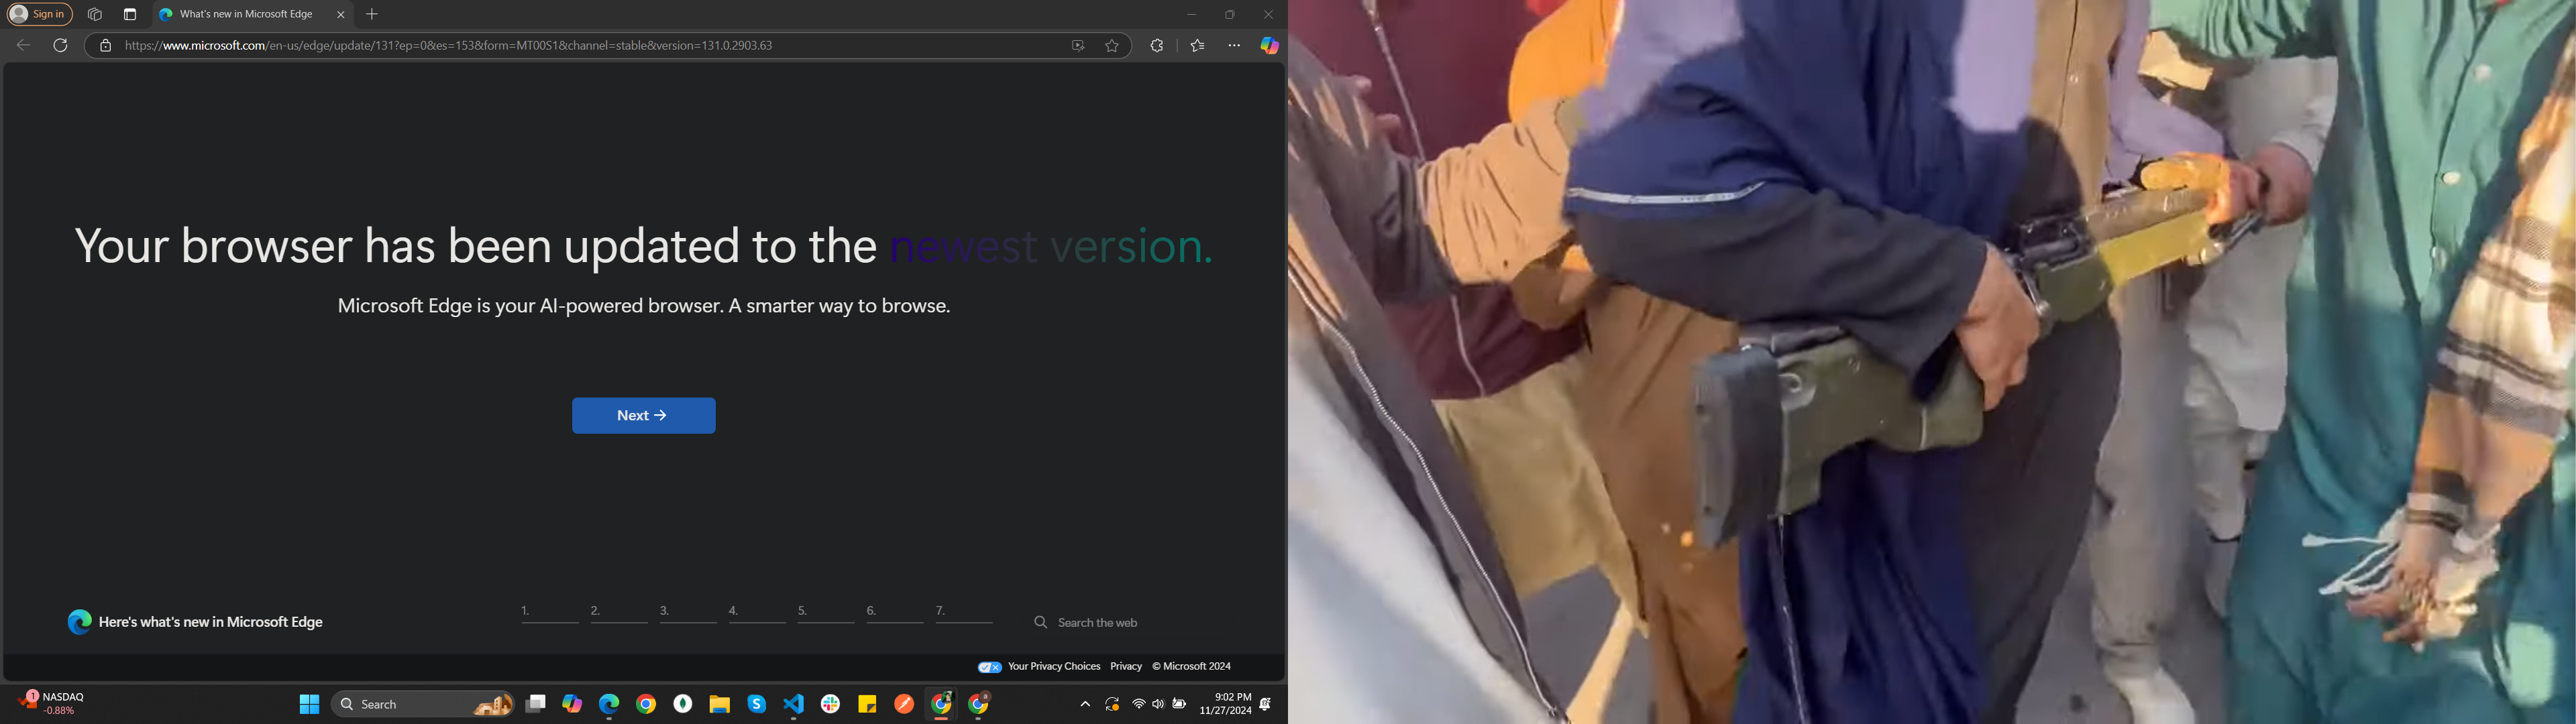 Sign in
What's new in Microsoft Edge
https://www.microsoft.com/en-us/edge/update/131?ep=0&es=153&form=MT00S1&channel=stable&version=131.0.2903.63
Your browser has been updated to the newest version.
Microsoft Edge is your AI-powered browser. A smarter way to browse.
Next →
Here's what's new in Microsoft Edge
1. 2. 3. 4. 5. 6. 7.
Search the web
Your Privacy Choices Privacy © Microsoft 2024
1
NASDAQ
-0.88%
Search
9:02 PM
11/27/2024